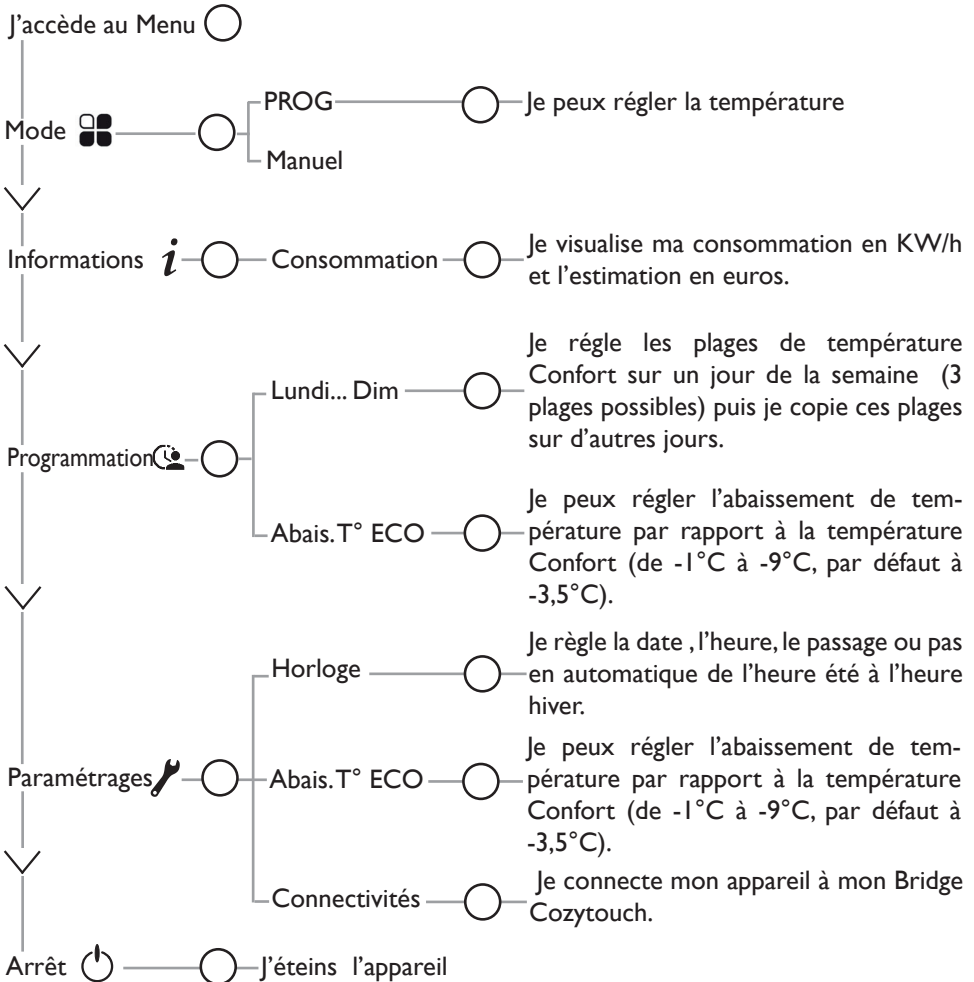 J'accède au Menu
Mode
PROG
Je peux régler la température
Manuel
Informations i
Consommation
Je visualise ma consommation en KW/h
et l'estimation en euros.
Programmation
Lundi... Dim
Je régle les plages de température
Confort sur un jour de la semaine (3
plages possibles) puis je copie ces plages
sur d'autres jours.
Abais.T° ECO
Je peux régler l'abaissement de tem-
pérature par rapport à la température
Confort (de -1°C à -9°C, par défaut à
-3,5°C).
Paramétrages
Horloge
Je règle la date , l'heure, le passage ou pas
en automatique de l'heure été à l'heure
hiver.
Abais.T° ECO
Je peux régler l'abaissement de tem-
pérature par rapport à la température
Confort (de -1°C à -9°C, par défaut à
-3,5°C).
Connectivités
Je connecte mon appareil à mon Bridge
Cozytouch.
Arrêt
J'éteins l'appareil